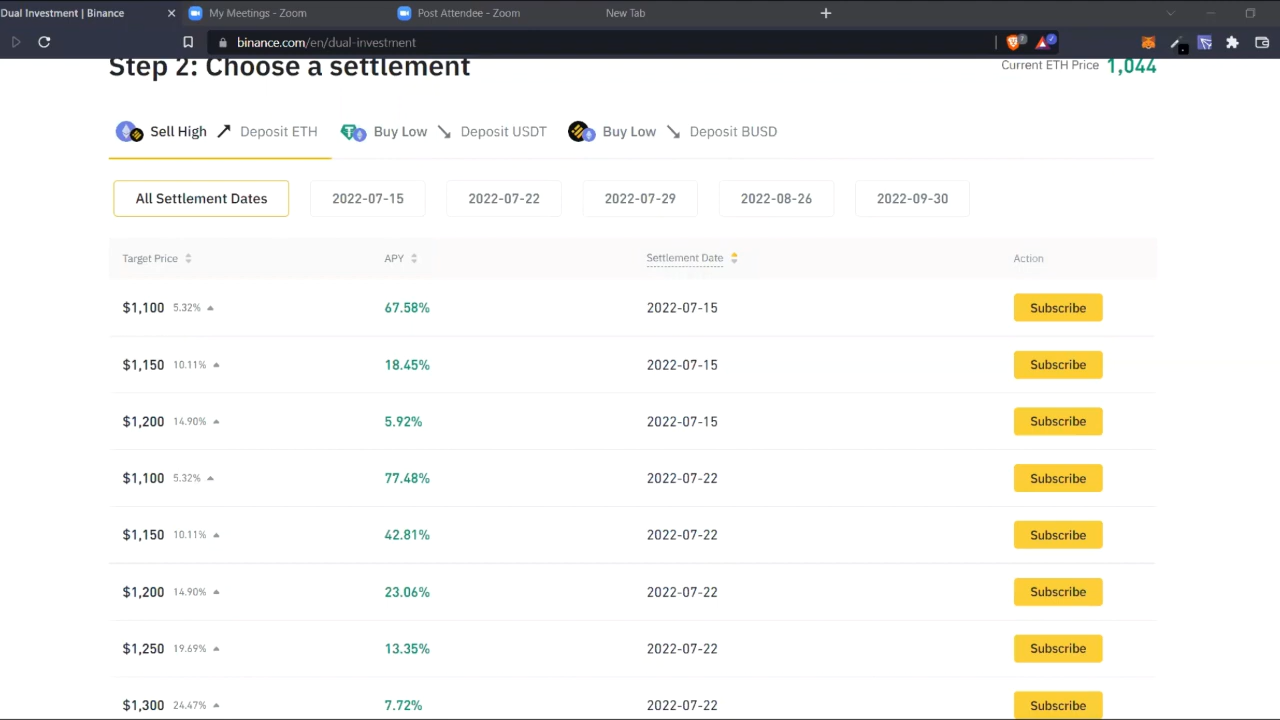 Dual Investment | Binance
My Meetings - Zoom
Post Attendee - Zoom
New Tab
binance.com/en/dual-investment
Step 2: Choose a settlement
Current ETH Price 1,044
Sell High Deposit ETH Buy Low Deposit USDT Buy Low Deposit BUSD
All Settlement Dates 2022-07-15 2022-07-22 2022-07-29 2022-08-26 2022-09-30
Target Price APY Settlement Date Action
$1,100 5.32% 67.58% 2022-07-15 Subscribe
$1,150 10.11% 18.45% 2022-07-15 Subscribe
$1,200 14.90% 5.92% 2022-07-15 Subscribe
$1,100 5.32% 77.48% 2022-07-22 Subscribe
$1,150 10.11% 42.81% 2022-07-22 Subscribe
$1,200 14.90% 23.06% 2022-07-22 Subscribe
$1,250 19.69% 13.35% 2022-07-22 Subscribe
$1,300 24.47% 7.72% 2022-07-22 Subscribe